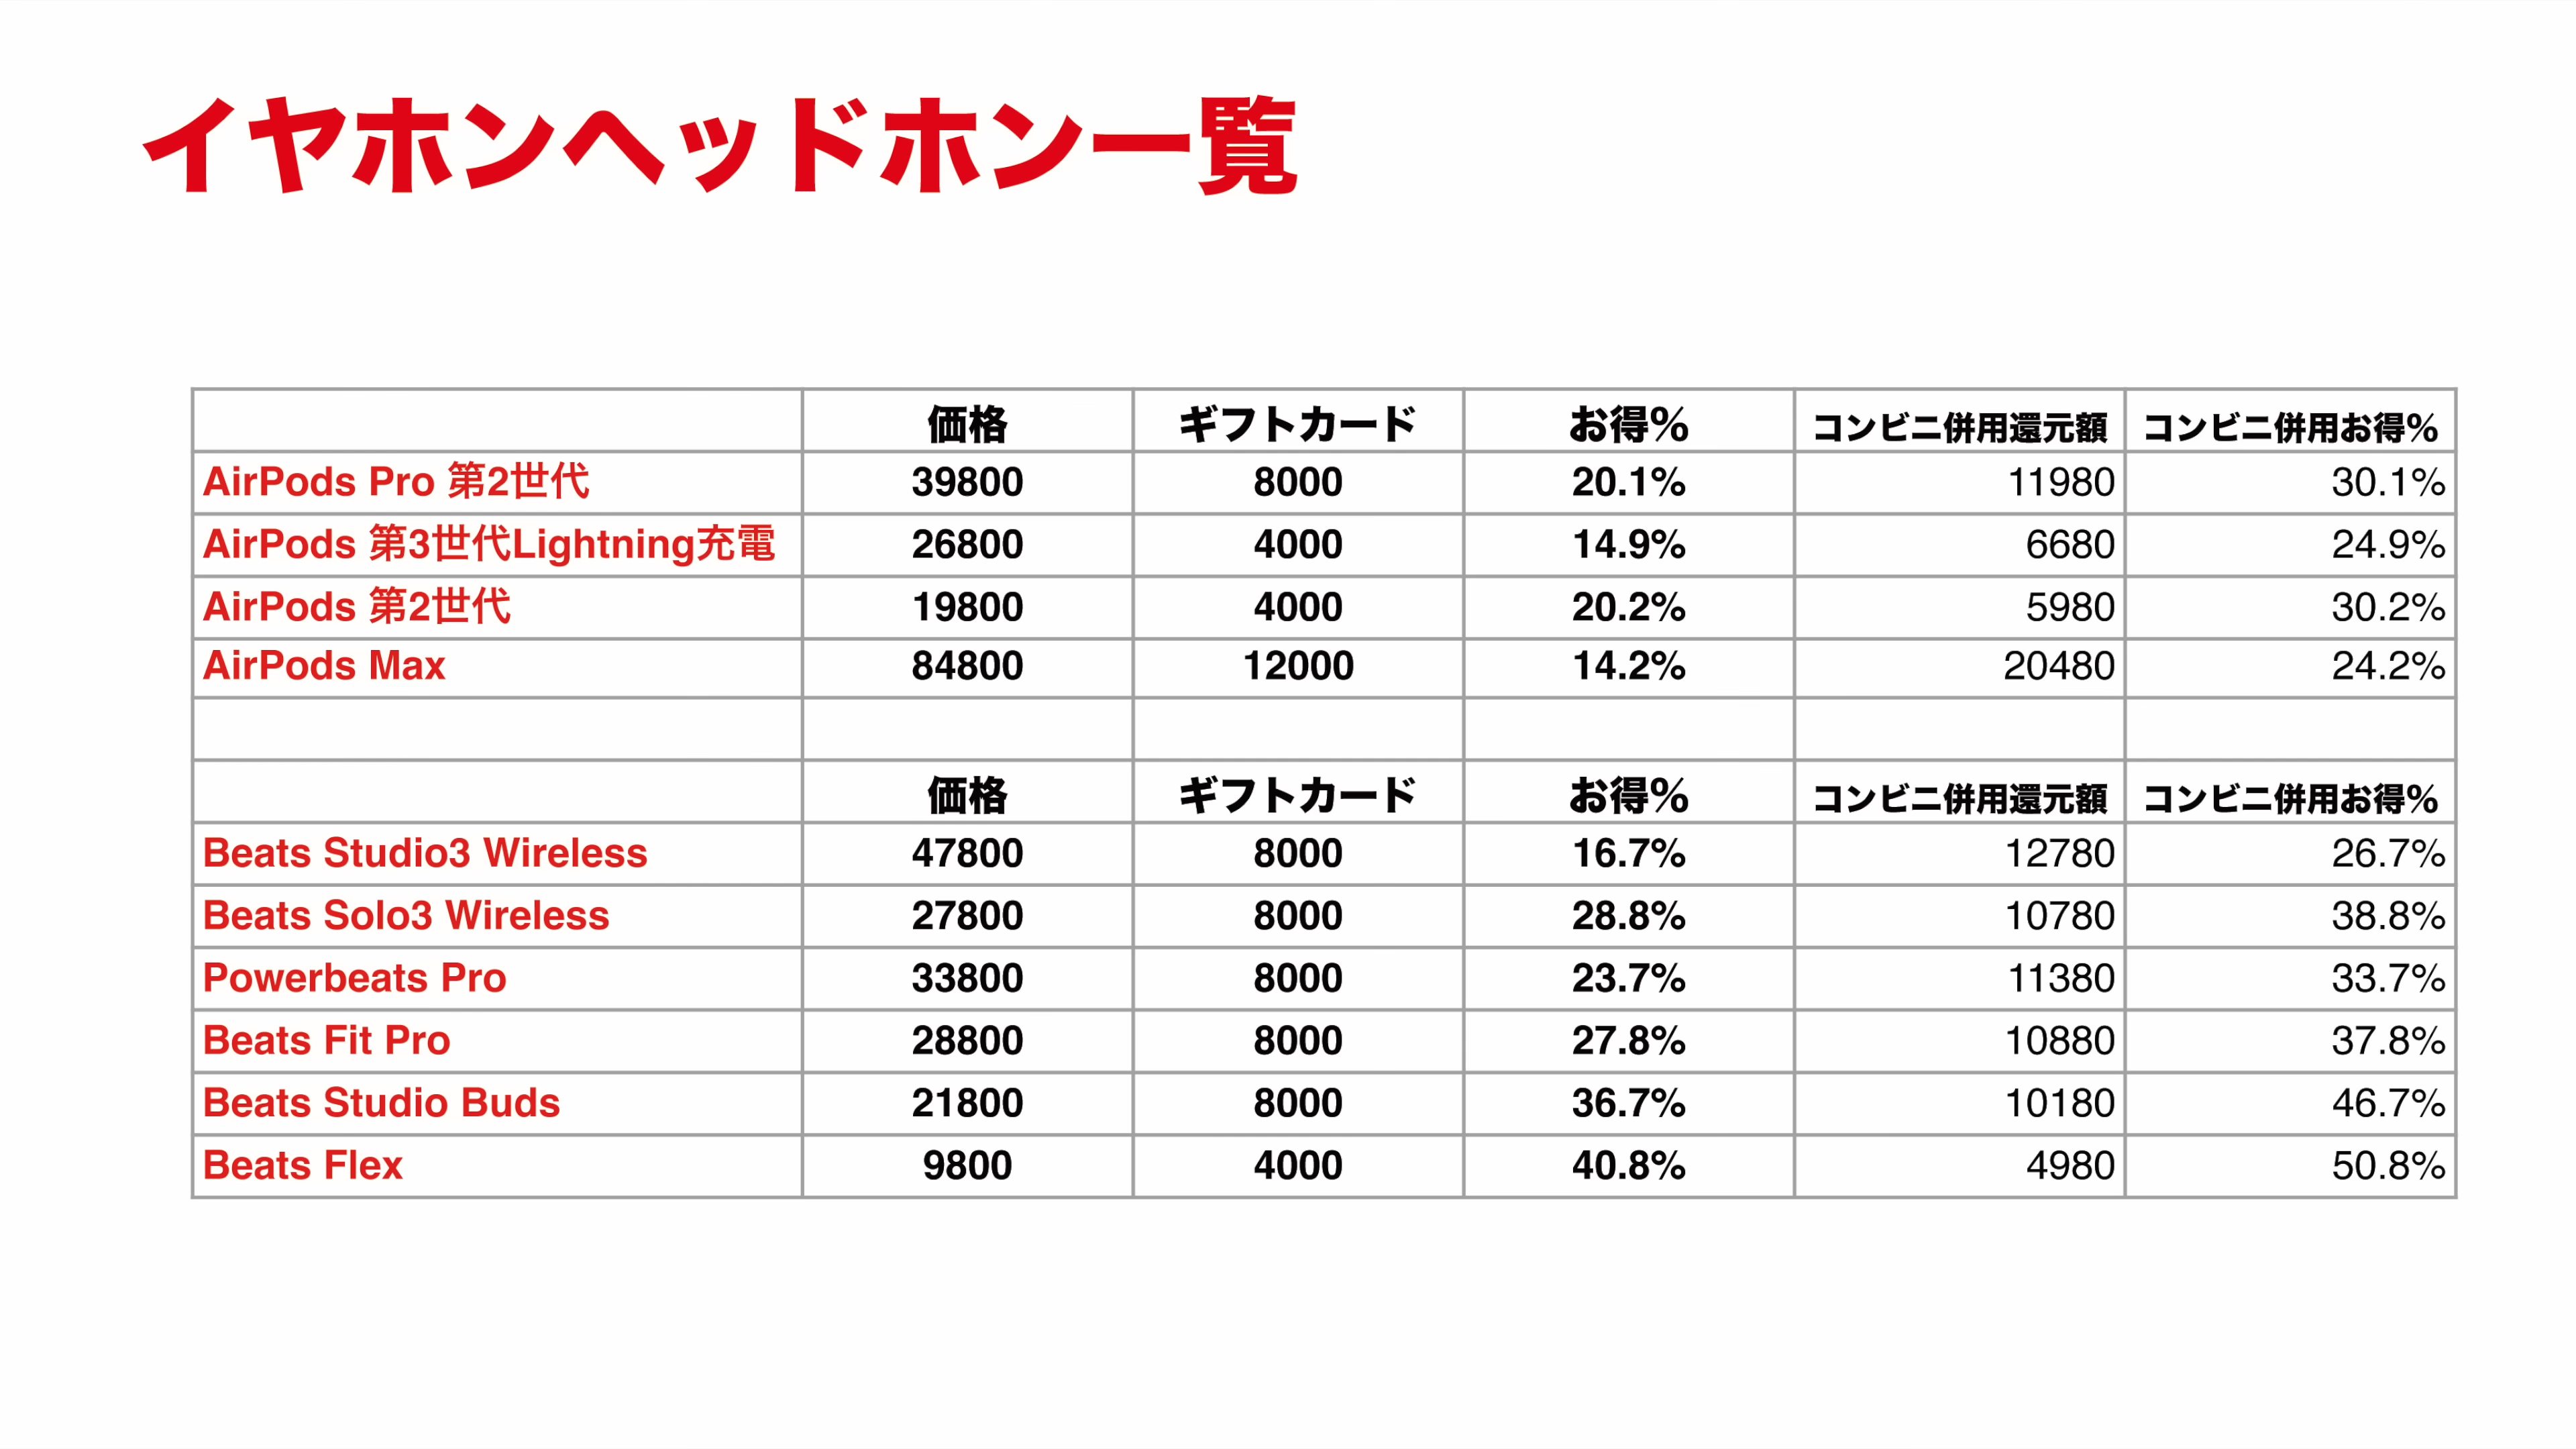 イヤホンヘッドホン一覧
価格 ギフトカード お得% コンビニ併用還元額 コンビニ併用お得%
AirPods Pro 第2世代 39800 8000 20.1% 11980 30.1%
AirPods 第3世代Lightning充電 26800 4000 14.9% 6680 24.9%
AirPods 第2世代 19800 4000 20.2% 5980 30.2%
AirPods Max 84800 12000 14.2% 20480 24.2%
価格 ギフトカード お得% コンビニ併用還元額 コンビニ併用お得%
Beats Studio3 Wireless 47800 8000 16.7% 12780 26.7%
Beats Solo3 Wireless 27800 8000 28.8% 10780 38.8%
Powerbeats Pro 33800 8000 23.7% 11380 33.7%
Beats Fit Pro 28800 8000 27.8% 10880 37.8%
Beats Studio Buds 21800 8000 36.7% 10180 46.7%
Beats Flex 9800 4000 40.8% 4980 50.8%